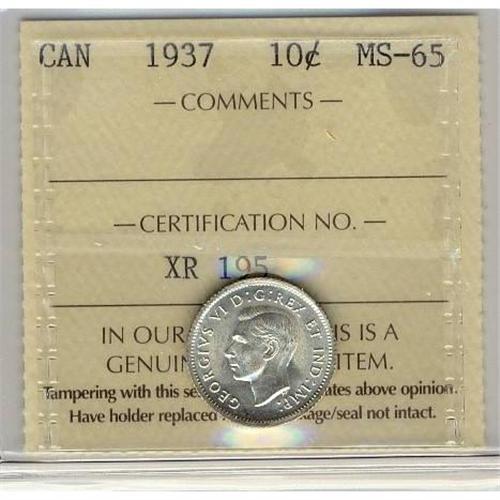 CAN 1937 10¢ MS-65
— COMMENTS —
— CERTIFICATION NO. —
XR 195
GEORGIVS VI D:G:REX ET IND:IMP:
IN OUR IS IS A
GENUIN ITEM.
Tampering with this se ates above opinion.
Have holder replaced age/seal not intact.